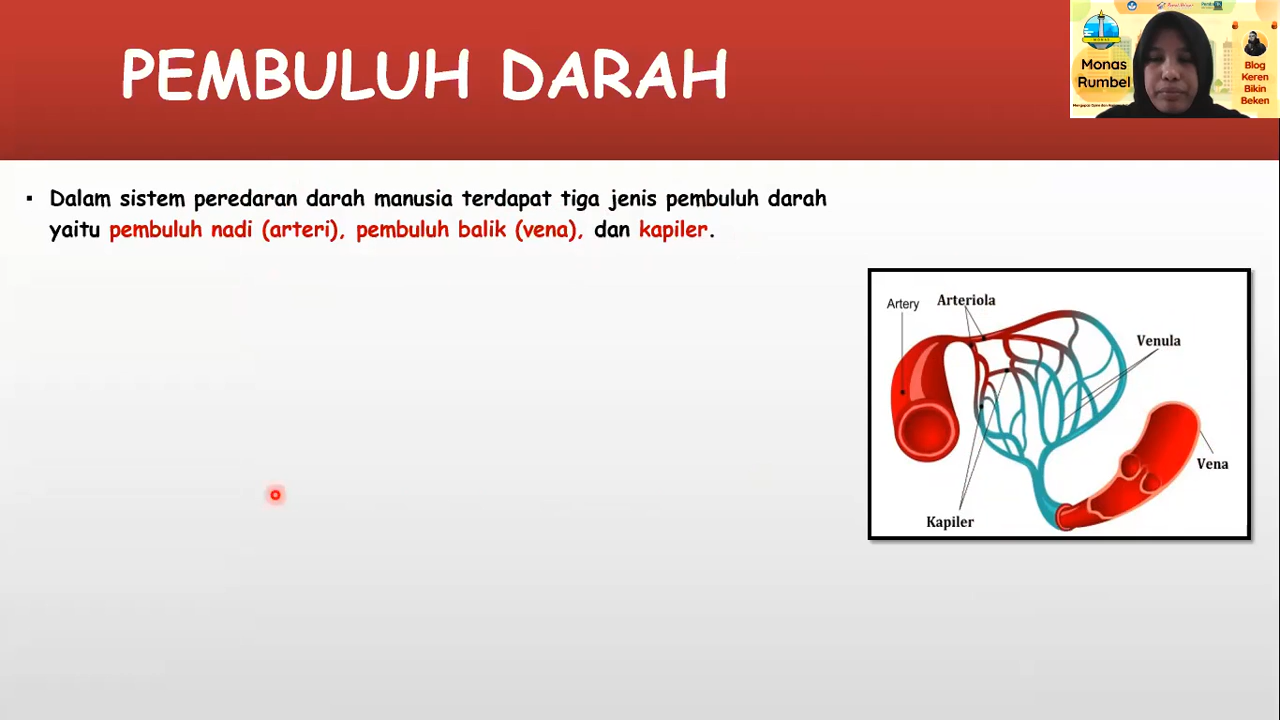 PEMBULUH DARAH
Monas
Rumbel
Blog
Keren
Bikin
Beken
▪ Dalam sistem peredaran darah manusia terdapat tiga jenis pembuluh darah
yaitu pembuluh nadi (arteri), pembuluh balik (vena), dan kapiler.
Artery
Arteriola
Venula
Vena
Kapiler